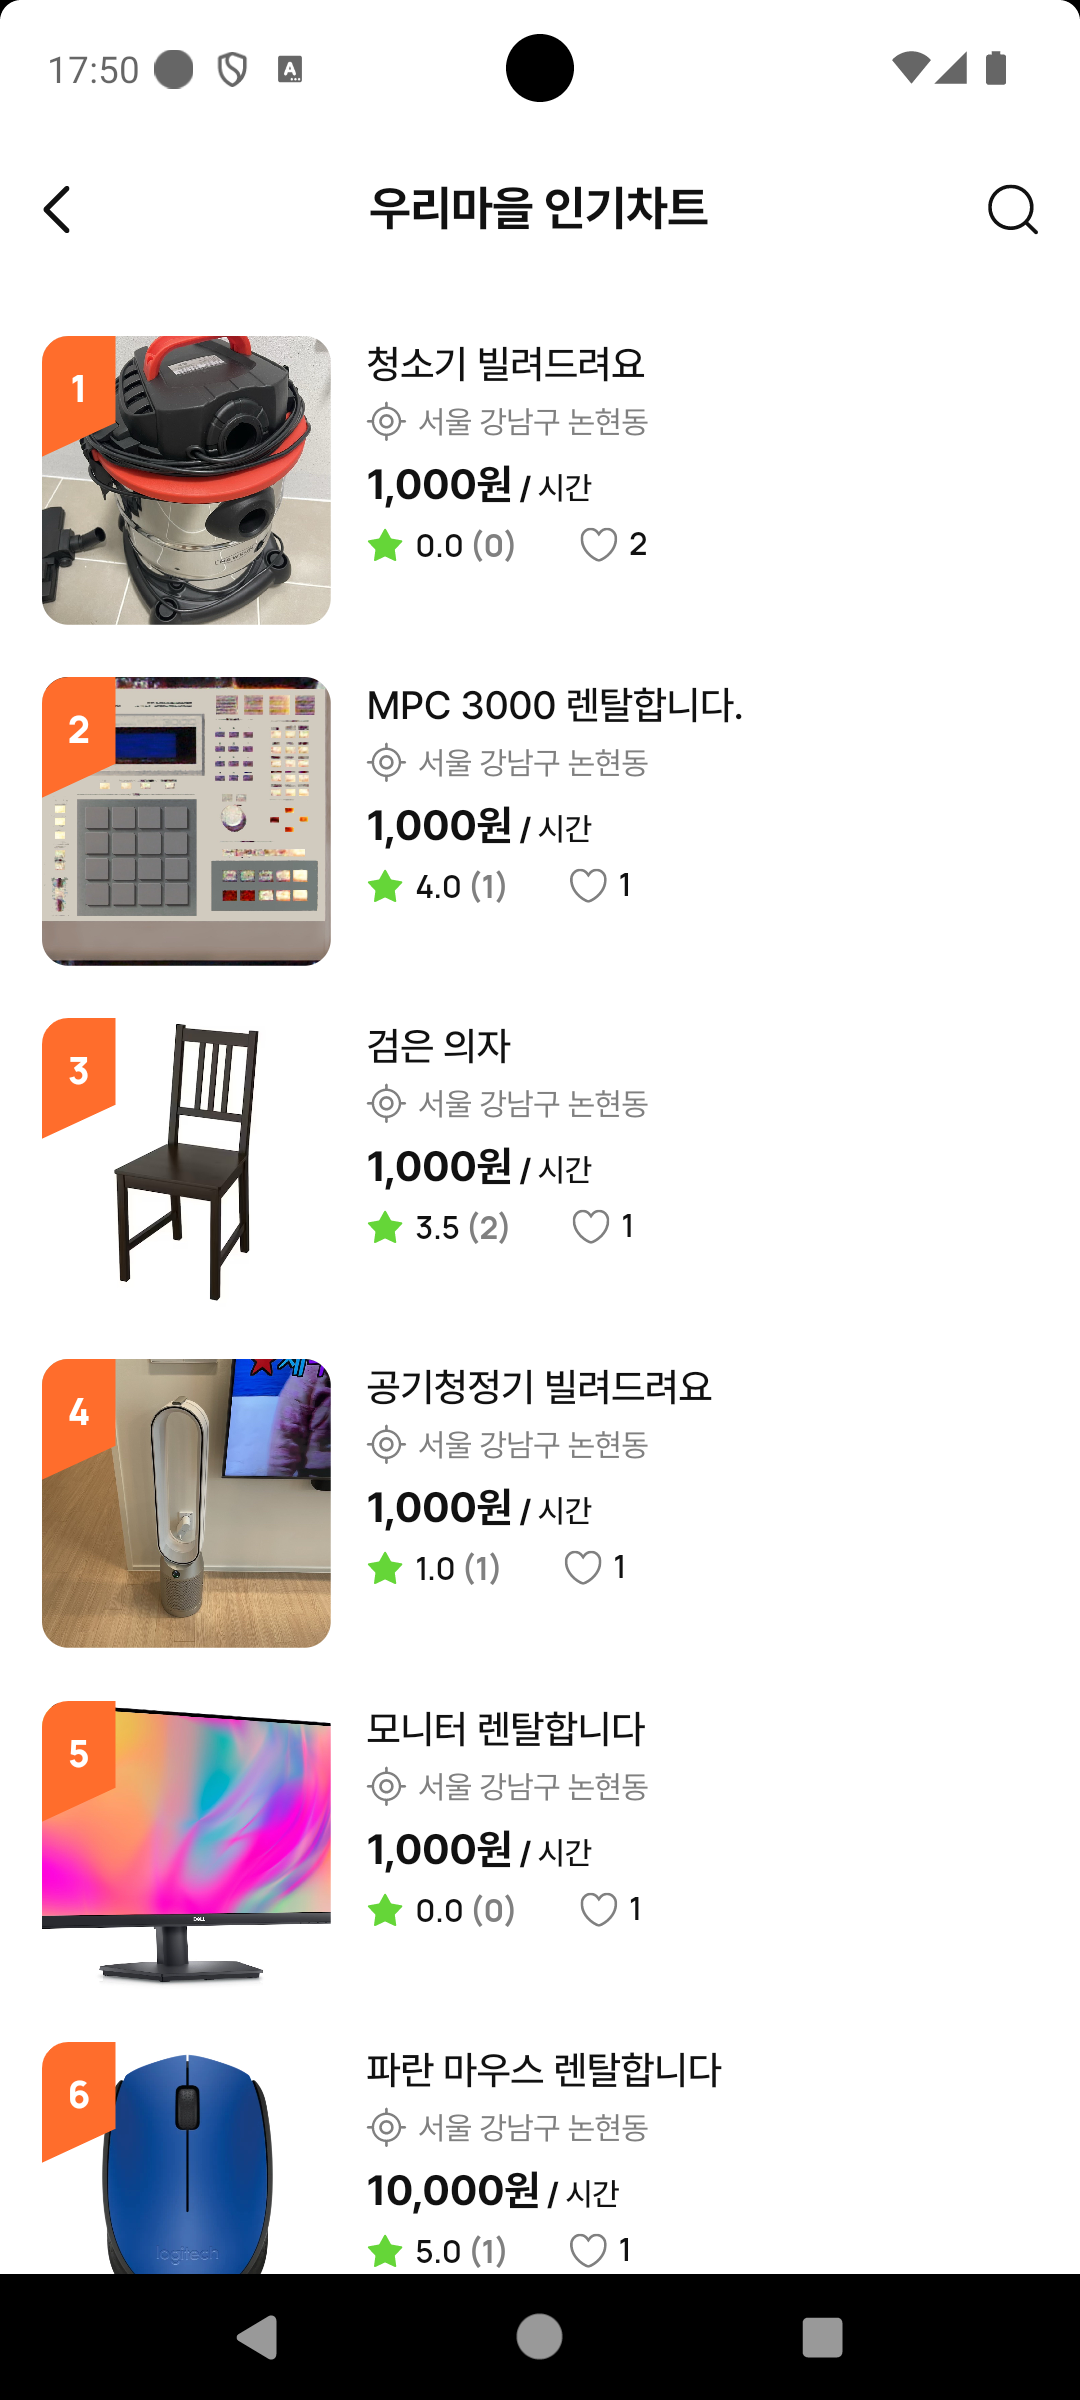 17:50
우리마을 인기차트
1
청소기 빌려드려요
서울 강남구 논현동
1,000원 / 시간
0.0 (0) 2
2
MPC 3000 렌탈합니다.
서울 강남구 논현동
1,000원 / 시간
4.0 (1) 1
3
검은 의자
서울 강남구 논현동
1,000원 / 시간
3.5 (2) 1
4
공기청정기 빌려드려요
서울 강남구 논현동
1,000원 / 시간
1.0 (1) 1
5
모니터 렌탈합니다
서울 강남구 논현동
1,000원 / 시간
0.0 (0) 1
DELL
6
파란 마우스 렌탈합니다
서울 강남구 논현동
10,000원 / 시간
5.0 (1) 1
logitech